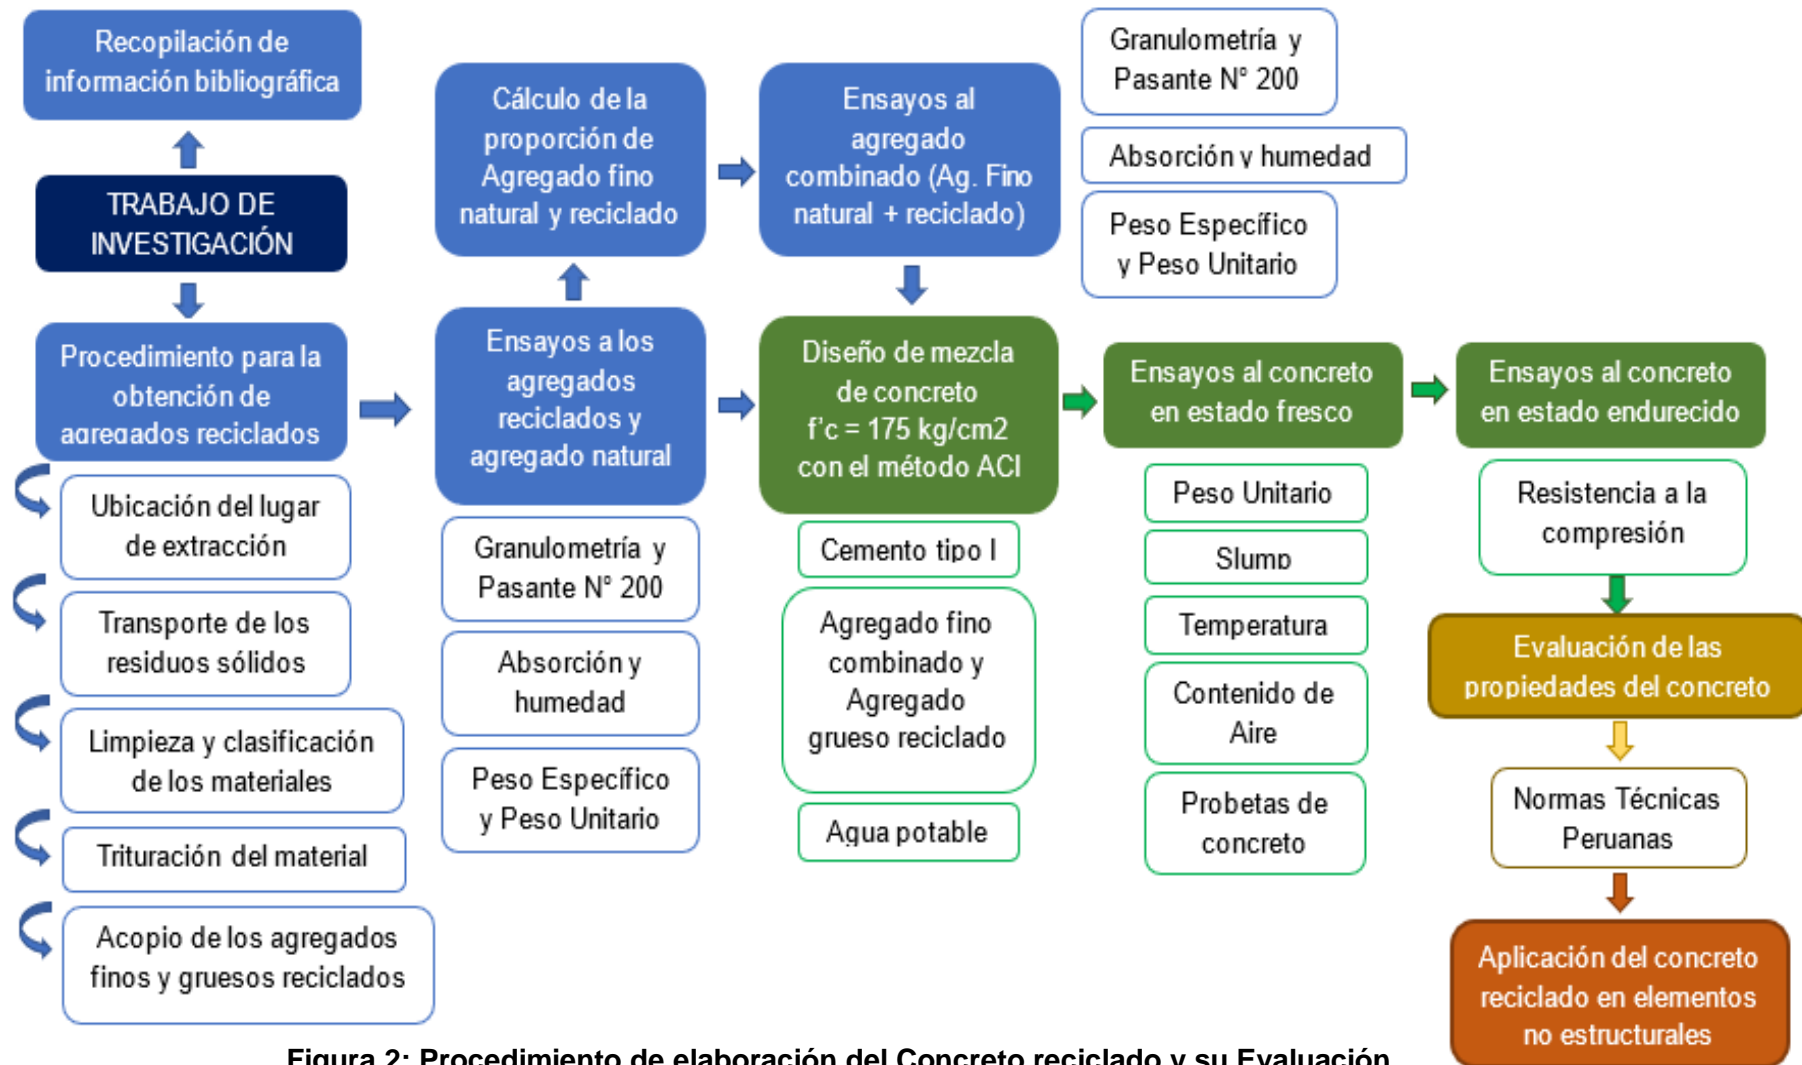 Recopilación de
información bibliográfica
TRABAJO DE
INVESTIGACIÓN
Procedimiento para la
obtención de
agregados reciclados
Ubicación del lugar
de extracción
Transporte de los
residuos sólidos
Limpieza y clasificación
de los materiales
Trituración del material
Acopio de los agregados
finos y gruesos reciclados
Cálculo de la
proporción de
Agregado fino
natural y reciclado
Ensayos a los
agregados
reciclados y
agregado natural
Granulometría y
Pasante N° 200
Absorción y
humedad
Peso Específico
y Peso Unitario
Ensayos al
agregado
combinado (Ag. Fino
natural + reciclado)
Granulometría y
Pasante N° 200
Absorción y humedad
Peso Específico
y Peso Unitario
Diseño de mezcla
de concreto
f'c = 175 kg/cm2
con el método ACI
Cemento tipo I
Agregado fino
combinado y
Agregado
grueso reciclado
Agua potable
Ensayos al concreto
en estado fresco
Peso Unitario
Slump
Temperatura
Contenido de
Aire
Probetas de
concreto
Ensayos al concreto
en estado endurecido
Resistencia a la
compresión
Evaluación de las
propiedades del concreto
Normas Técnicas
Peruanas
Aplicación del concreto
reciclado en elementos
no estructurales
Figura 2: Procedimiento de elaboración del Concreto reciclado y su Evaluación